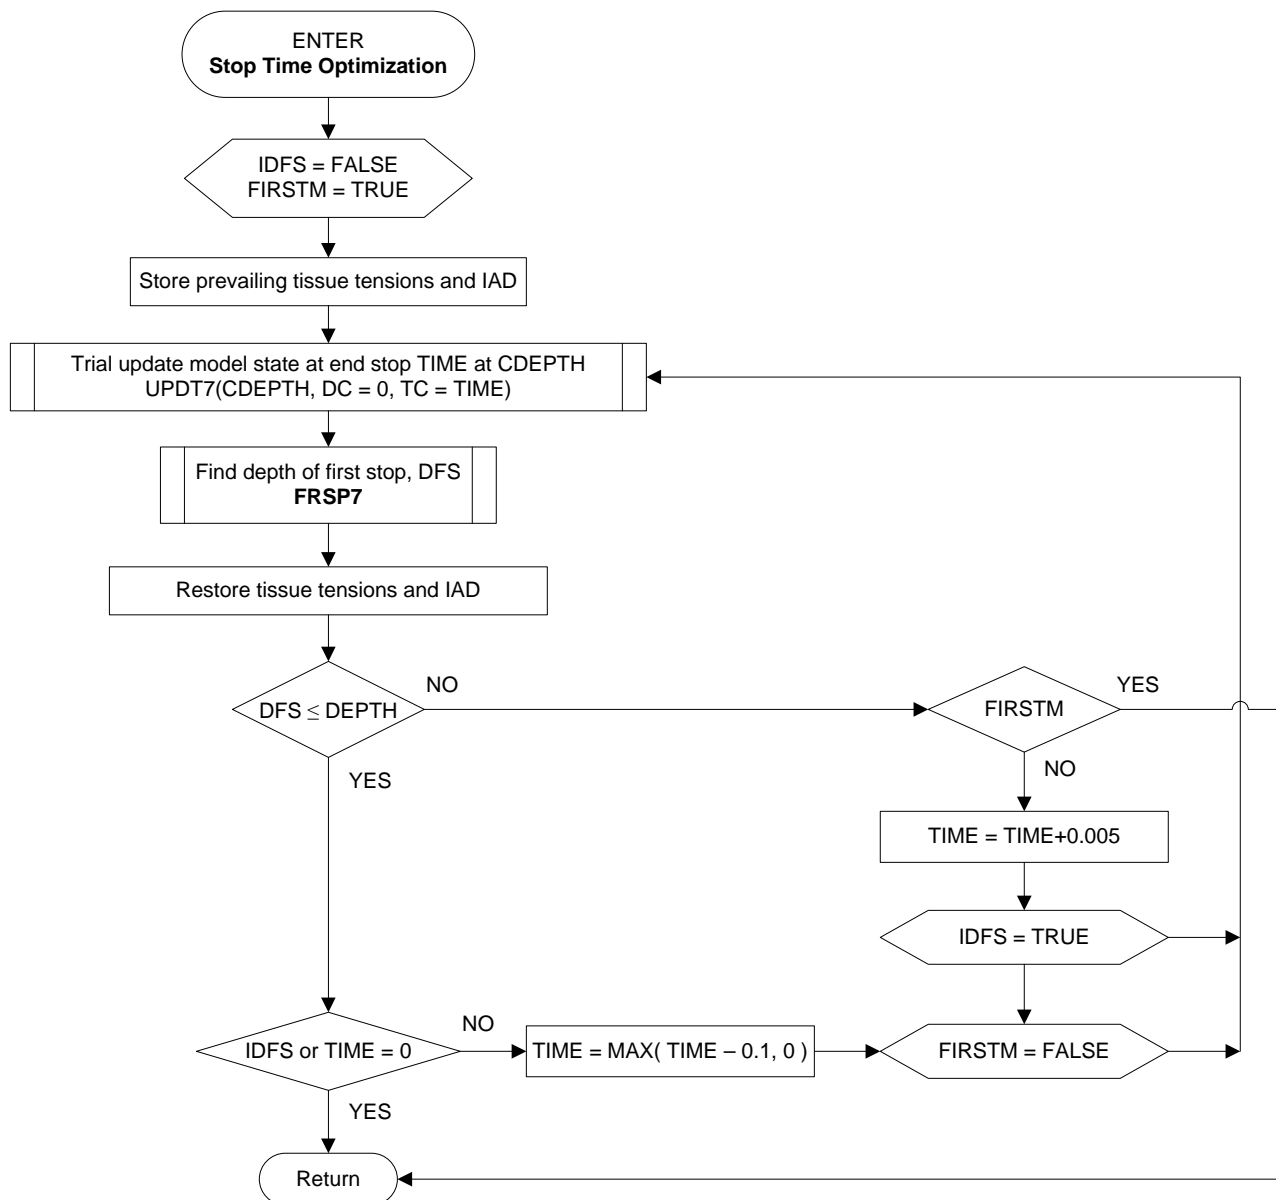 ENTER
Stop Time Optimization
IDFS = FALSE
FIRSTM = TRUE
Store prevailing tissue tensions and IAD
Trial update model state at end stop TIME at CDEPTH
UPDT7(CDEPTH, DC = 0, TC = TIME)
Find depth of first stop, DFS
FRSP7
Restore tissue tensions and IAD
DFS ≤ DEPTH
NO
YES
FIRSTM
YES
NO
TIME = TIME+0.005
IDFS = TRUE
IDFS or TIME = 0
NO
YES
TIME = MAX( TIME – 0.1, 0 )
FIRSTM = FALSE
Return